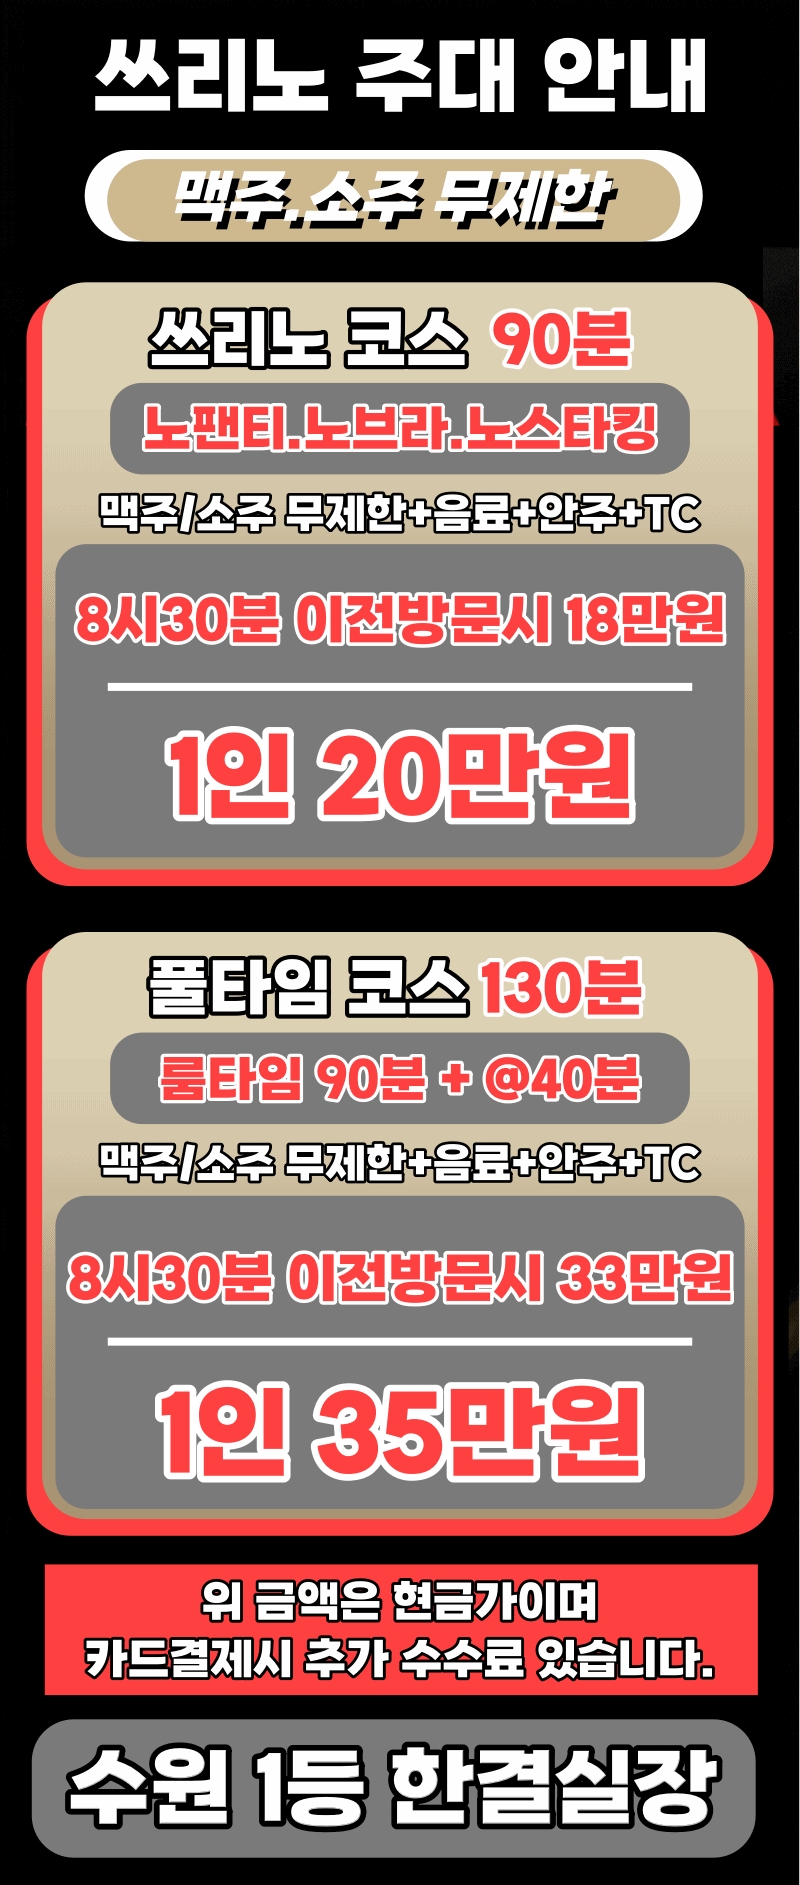 쓰리노 주대 안내
맥주.소주 무제한
쓰리노 코스 90분
노팬티.노브라.노스타킹
맥주/소주 무제한+음료+안주+TC
8시30분 이전방문시 18만원
1인 20만원
풀타임 코스 130분
룸타임 90분 + @40분
맥주/소주 무제한+음료+안주+TC
8시30분 이전방문시 33만원
1인 35만원
위 금액은 현금가이며
카드결제시 추가 수수료 있습니다.
수원 1등 한결실장